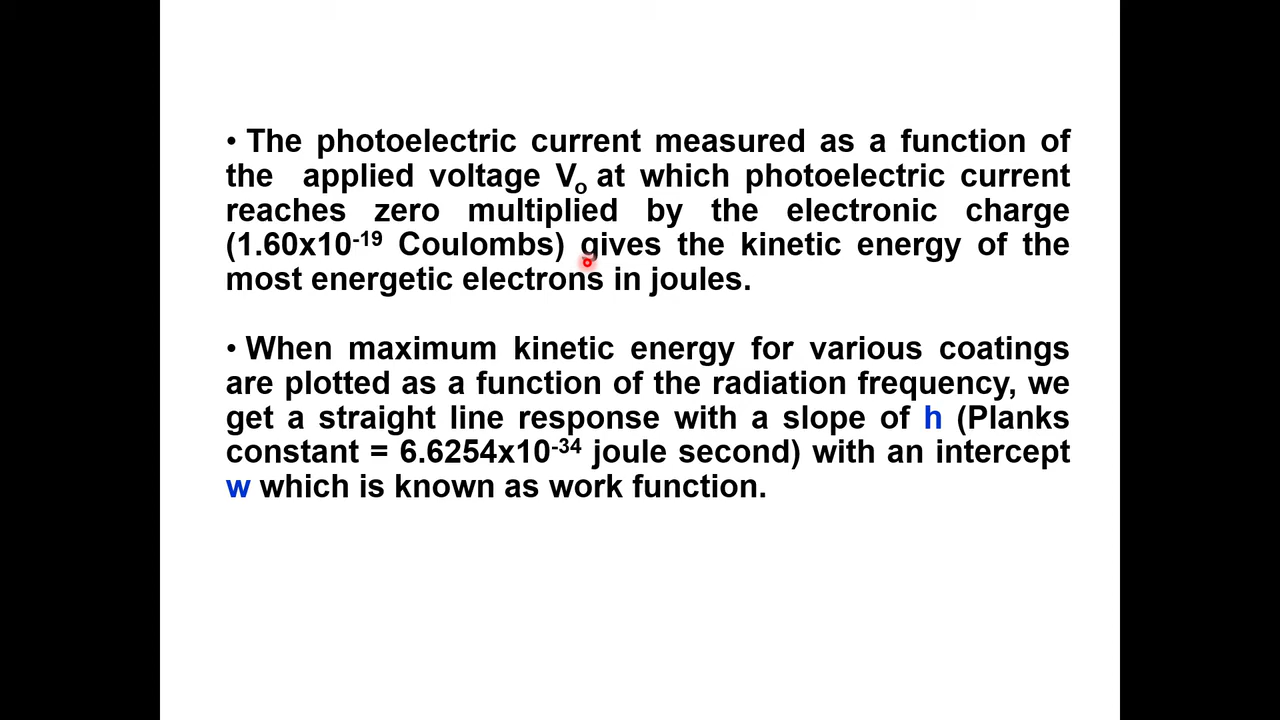 • The photoelectric current measured as a function of
the applied voltage Vo at which photoelectric current
reaches zero multiplied by the electronic charge
(1.60x10-19 Coulombs) gives the kinetic energy of the
most energetic electrons in joules.
• When maximum kinetic energy for various coatings
are plotted as a function of the radiation frequency, we
get a straight line response with a slope of h (Planks
constant = 6.6254x10-34 joule second) with an intercept
w which is known as work function.